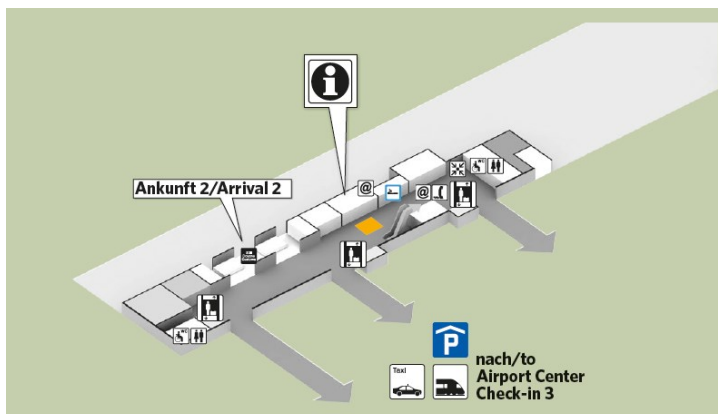 Ankunft 2/Arrival 2
@
@
P
Taxi
nach/to
Airport Center
Check-in 3